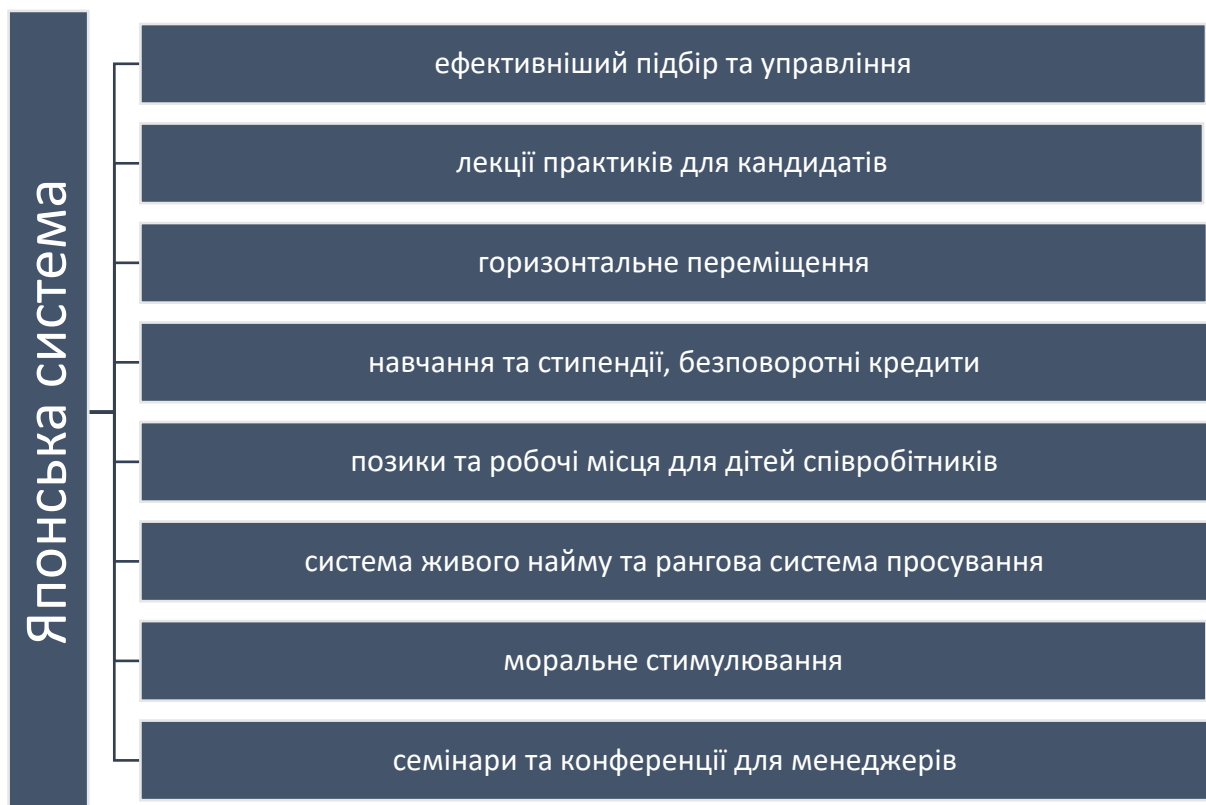 Японська система
ефективніший підбір та управління
лекції практиків для кандидатів
горизонтальне переміщення
навчання та стипендії, безповоротні кредити
позики та робочі місця для дітей співробітників
система живого найму та рангова система просування
моральне стимулювання
семінари та конференції для менеджерів